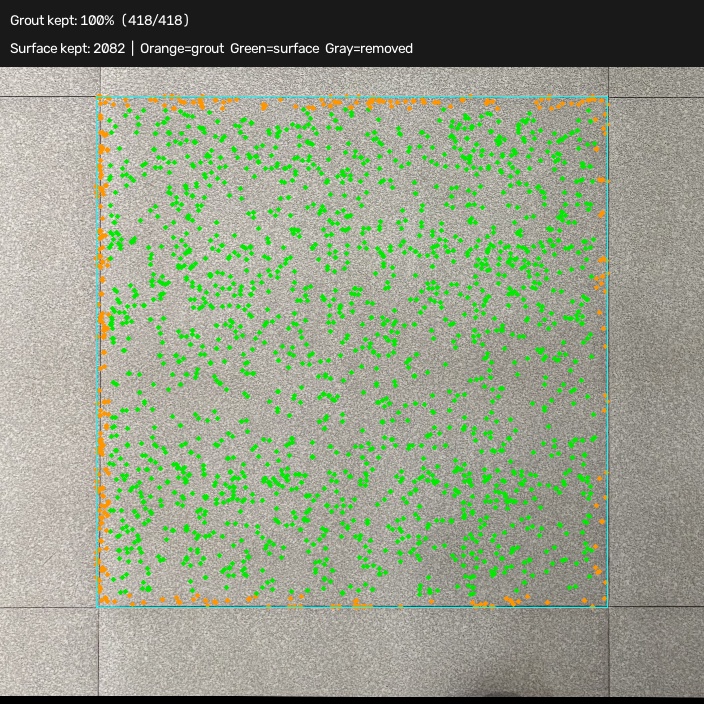 Grout kept: 100% (418/418)
Surface kept: 2082 | Orange=grout Green=surface Gray=removed